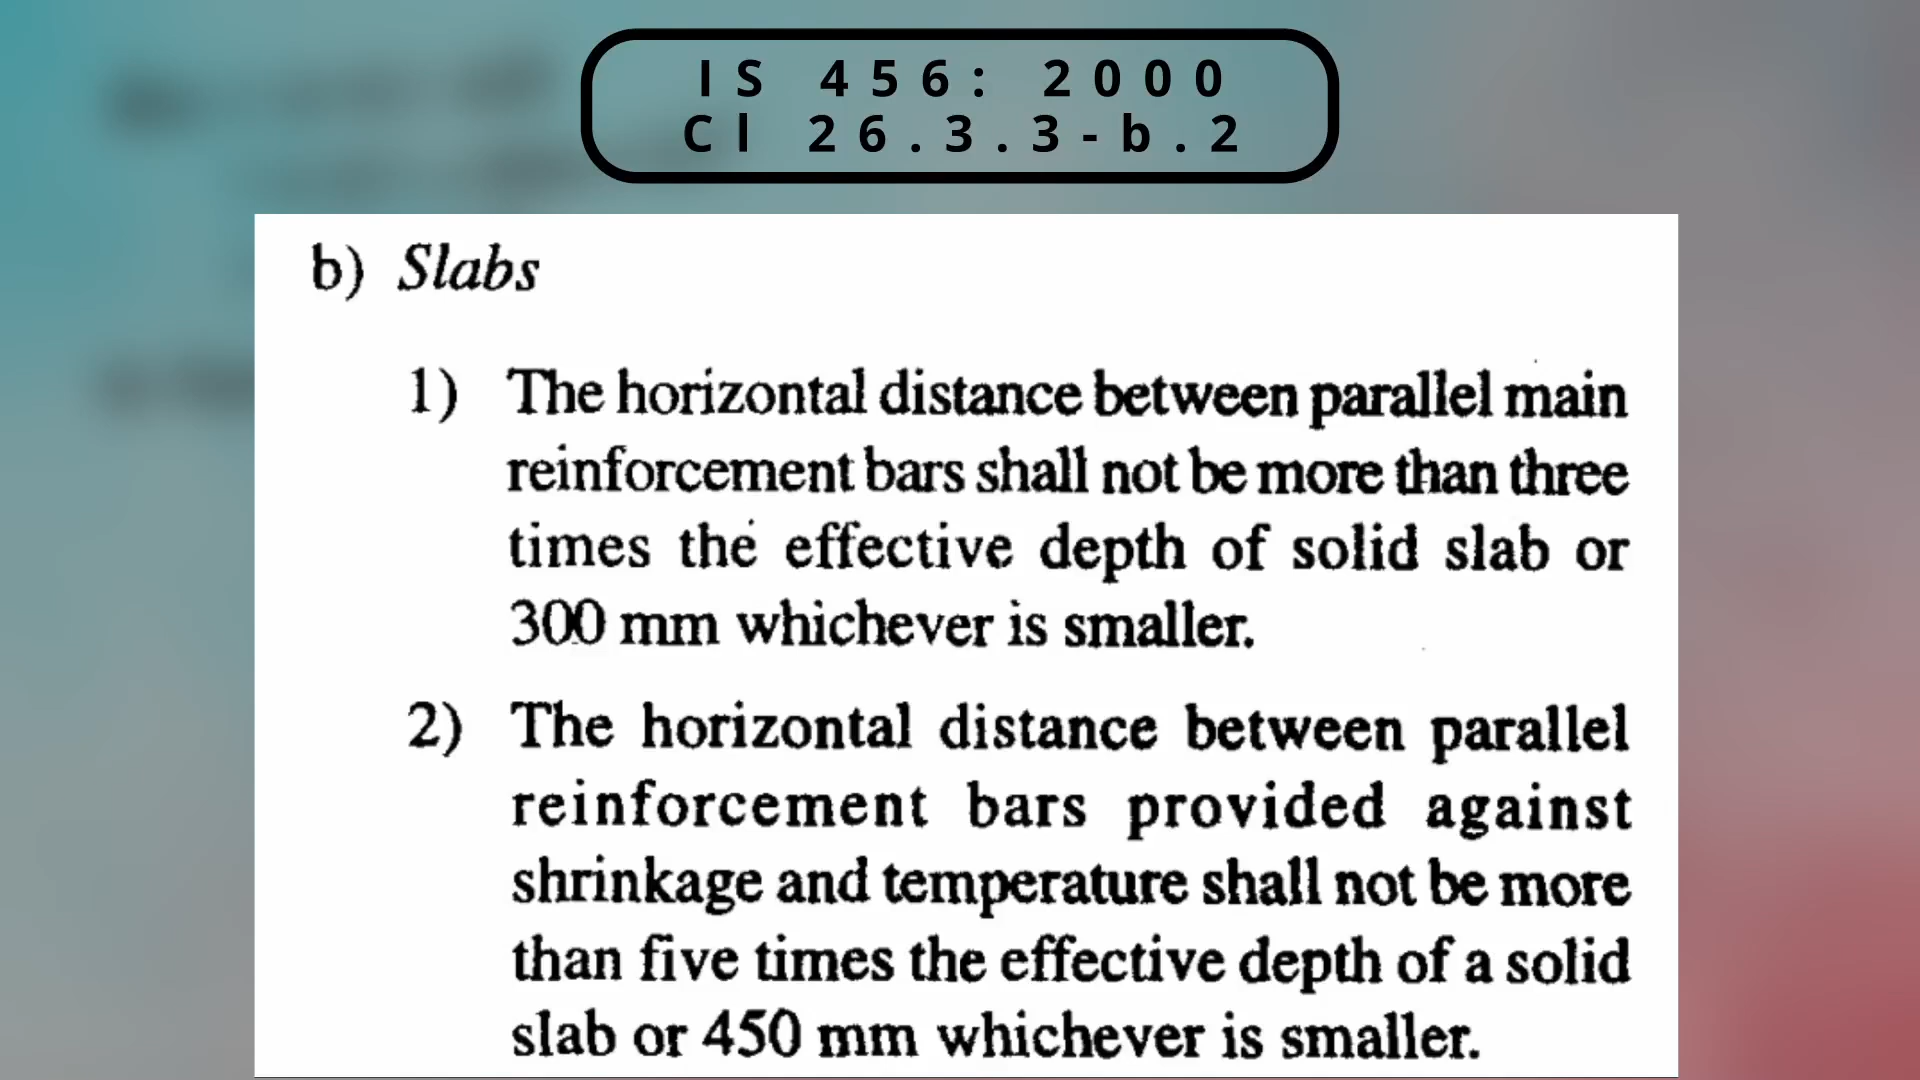 IS 456: 2000
Cl 26.3.3-b.2
b) Slabs
1) The horizontal distance between parallel main
reinforcement bars shall not be more than three
times the effective depth of solid slab or
300 mm whichever is smaller.
2) The horizontal distance between parallel
reinforcement bars provided against
shrinkage and temperature shall not be more
than five times the effective depth of a solid
slab or 450 mm whichever is smaller.